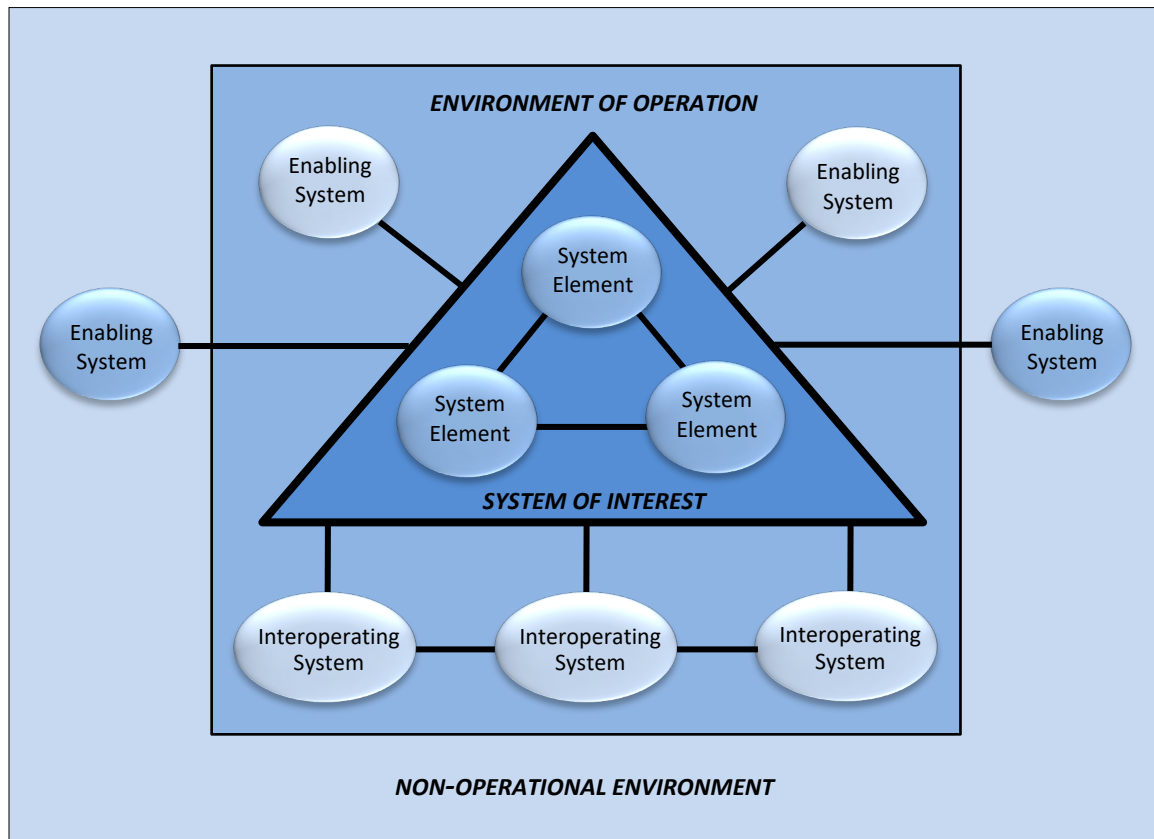 ENVIRONMENT OF OPERATION
Enabling
System
Enabling
System
System
Element
Enabling
System
Enabling
System
System
Element
System
Element
SYSTEM OF INTEREST
Interoperating
System
Interoperating
System
Interoperating
System
NON-OPERATIONAL ENVIRONMENT